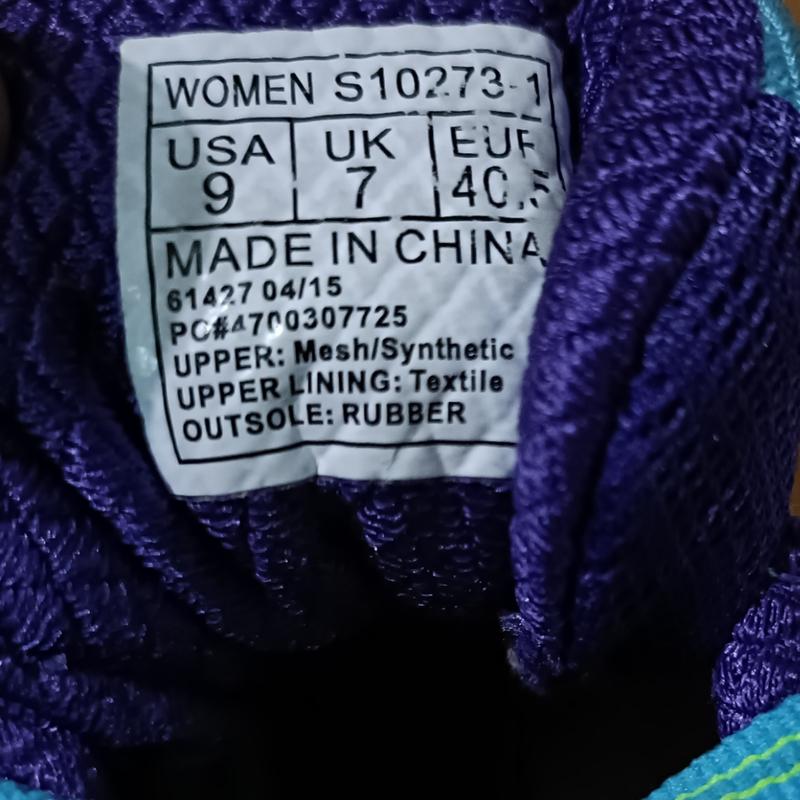 WOMEN S10273-1
USA UK EUR
9 7 40.5
MADE IN CHINA
61427 04/15
PO#4700307725
UPPER: Mesh/Synthetic
UPPER LINING: Textile
OUTSOLE: RUBBER